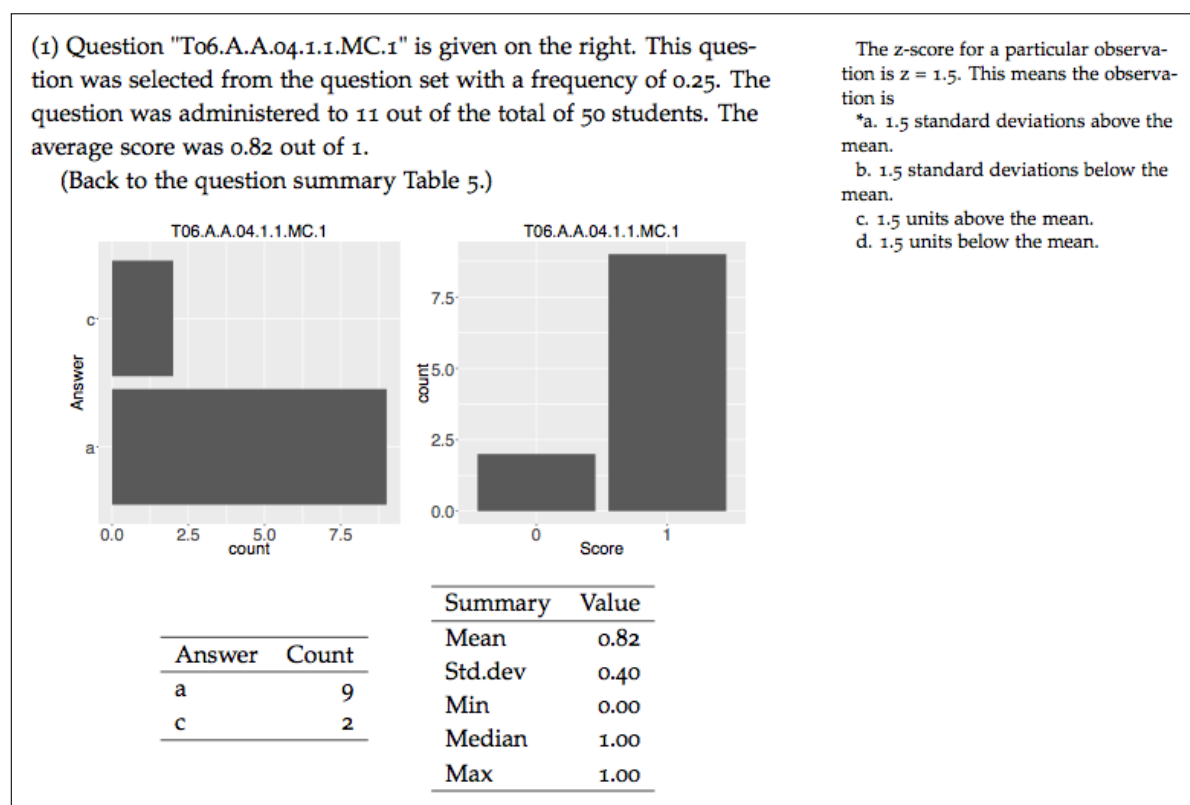 (1) Question "T06.A.A.04.1.1.MC.1" is given on the right. This ques-
tion was selected from the question set with a frequency of 0.25. The
question was administered to 11 out of the total of 50 students. The
average score was 0.82 out of 1.
(Back to the question summary Table 5.)
The z-score for a particular observa-
tion is z = 1.5. This means the observa-
tion is
*a. 1.5 standard deviations above the
mean.
b. 1.5 standard deviations below the
mean.
c. 1.5 units above the mean.
d. 1.5 units below the mean.
T06.A.A.04.1.1.MC.1
Answer
c
a
0.0 2.5 5.0 7.5
count
T06.A.A.04.1.1.MC.1
count
7.5
5.0
2.5
0.0
0 1
Score
Answer Count
a 9
c 2
Summary Value
Mean 0.82
Std.dev 0.40
Min 0.00
Median 1.00
Max 1.00